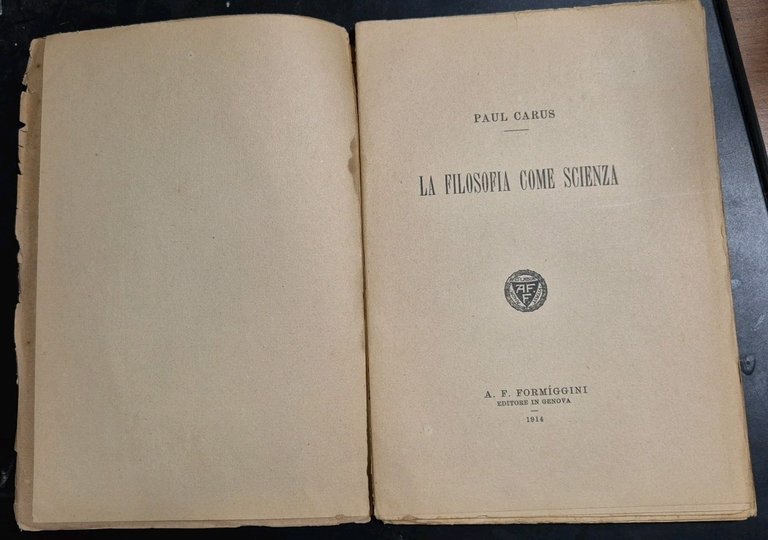 PAUL CARUS
LA FILOSOFIA COME SCIENZA
A F
F
A. F. FORMÍGGINI
EDITORE IN GENOVA
1914